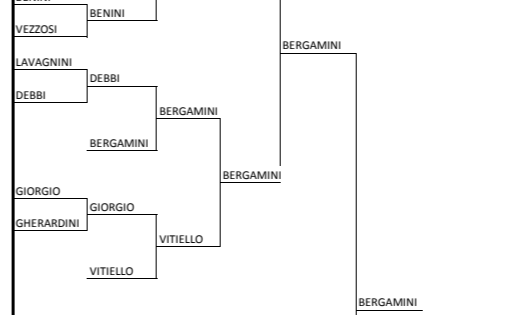 BENINI
VEZZOSI
BERGAMINI
LAVAGNINI
DEBBI
DEBBI
BERGAMINI
BERGAMINI
BERGAMINI
GIORGIO
GIORGIO
GHERARDINI
VITIELLO
VITIELLO
BERGAMINI